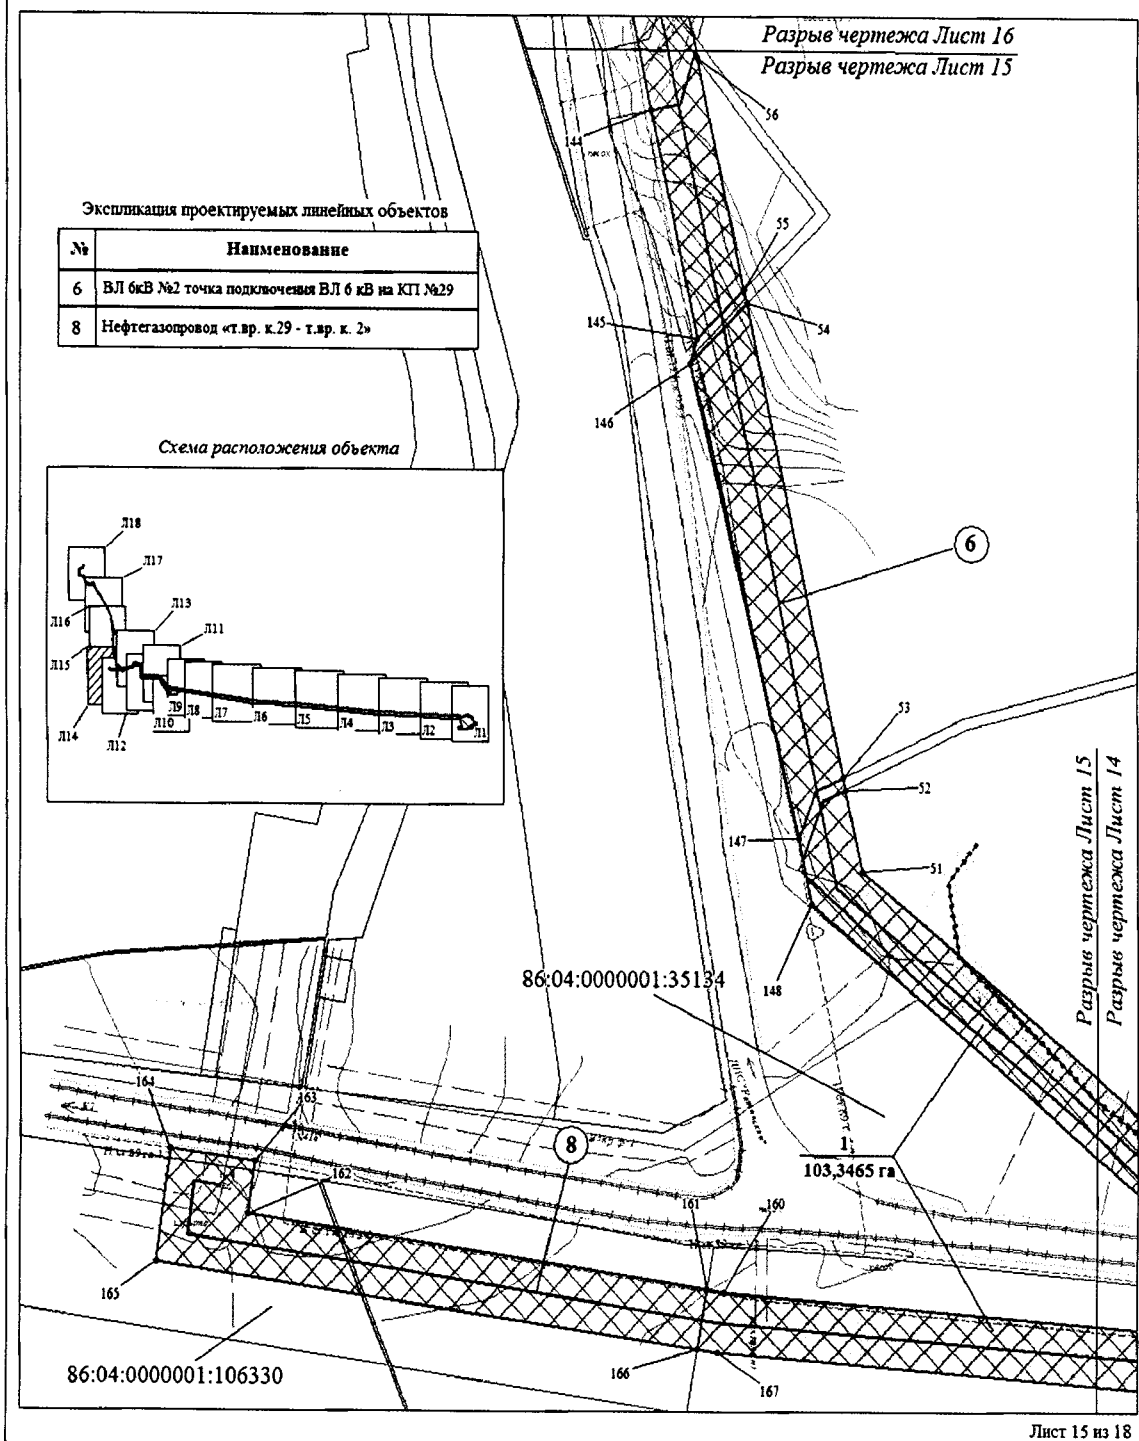 Разрыв чертежа Лист 16
Разрыв чертежа Лист 15
56
144
Экспликация проектируемых линейных объектов
№ Наименование
6 ВЛ 6кВ №2 точка подключения ВЛ 6 кВ на КП №29
8 Нефтегазопровод «т.вр. к.29 - т.вр. к. 2»
55
145
54
146
Схема расположения объекта
Л18
Л17
Л16
Л13
Л11
Л15
Л14
Л12
Л10
Л9
Л8
Л7
Л6
Л5
Л4
Л3
Л2
Л1
6
53
52
147
51
Разрыв чертежа Лист 15
Разрыв чертежа Лист 14
86:04:0000001:35134
148
164
163
8
1
103,3465 га
162
161
160
165
166
167
86:04:0000001:106330
Лист 15 из 18